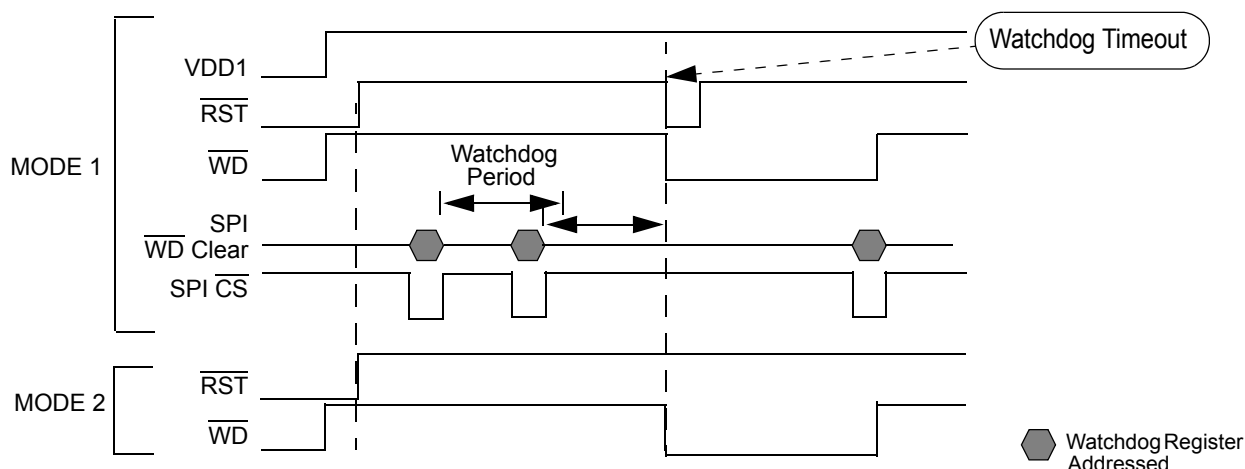 Watchdog Timeout
VDD1
RST
MODE 1
WD
Watchdog
Period
SPI
WD Clear
SPI CS
RST
MODE 2
WD
Watchdog Register
Addressed